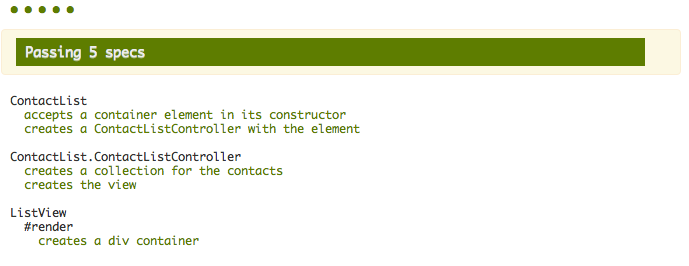 Passing 5 specs
ContactList
accepts a container element in its constructor
creates a ContactListController with the element
ContactList.ContactListController
creates a collection for the contacts
creates the view
ListView
#render
creates a div container